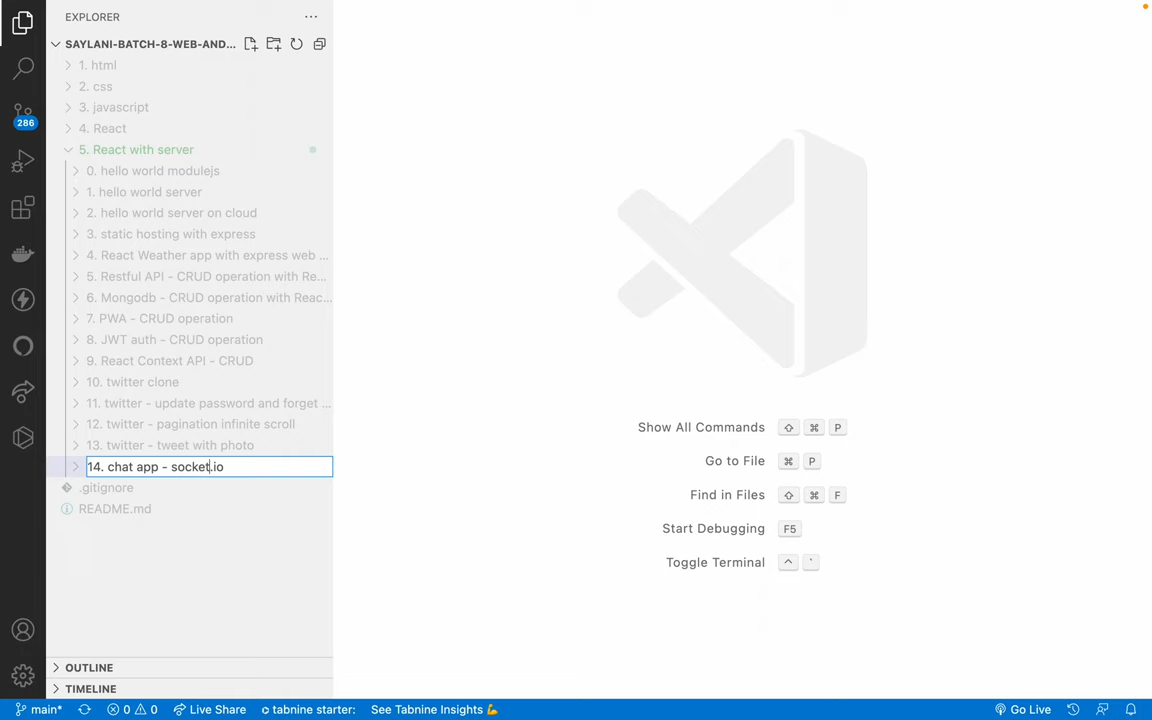 EXPLORER
SAYLANI-BATCH-8-WEB-AND...
1. html
2. css
3. javascript
4. React
5. React with server
0. hello world modulejs
1. hello world server
2. hello world server on cloud
3. static hosting with express
4. React Weather app with express web ...
5. Restful API - CRUD operation with Re...
6. Mongodb - CRUD operation with Reac...
7. PWA - CRUD operation
8. JWT auth - CRUD operation
9. React Context API - CRUD
10. twitter clone
11. twitter - update password and forget ...
12. twitter - pagination infinite scroll
13. twitter - tweet with photo
14. chat app - socket.io
.gitignore
README.md
286
Show All Commands ⇧ ⌘ P
Go to File ⌘ P
Find in Files ⇧ ⌘ F
Start Debugging F5
Toggle Terminal ^ `
OUTLINE
TIMELINE
main* 0 0 Live Share tabnine starter: See Tabnine Insights 💪 Go Live